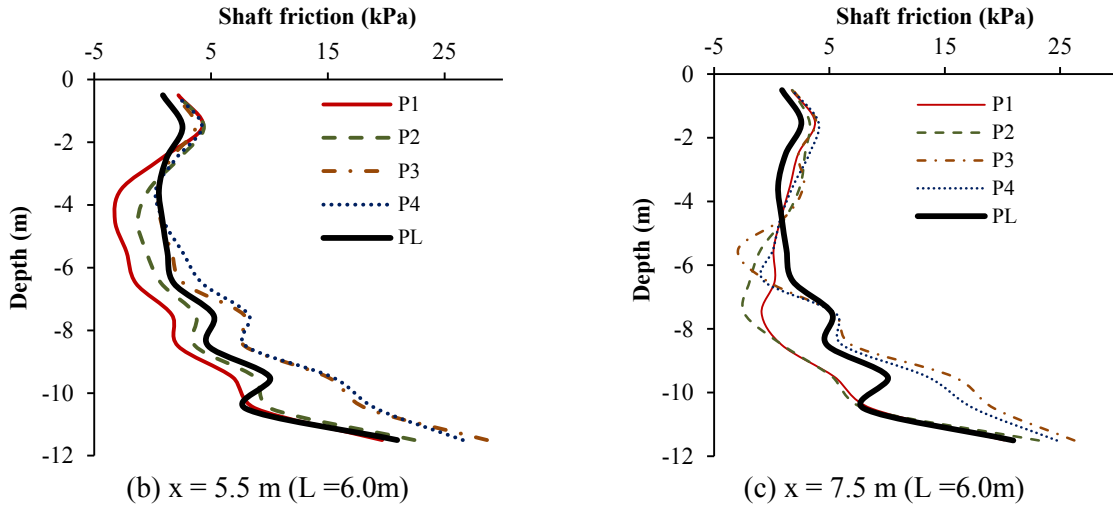 Shaft friction (kPa)
-5 5 15 25
0
-2
-4
-6
-8
-10
-12
Depth (m)
P1
P2
P3
P4
PL
(b) x = 5.5 m (L =6.0m)
Shaft friction (kPa)
-5 5 15 25
0
-2
-4
-6
-8
-10
-12
Depth (m)
P1
P2
P3
P4
PL
(c) x = 7.5 m (L =6.0m)